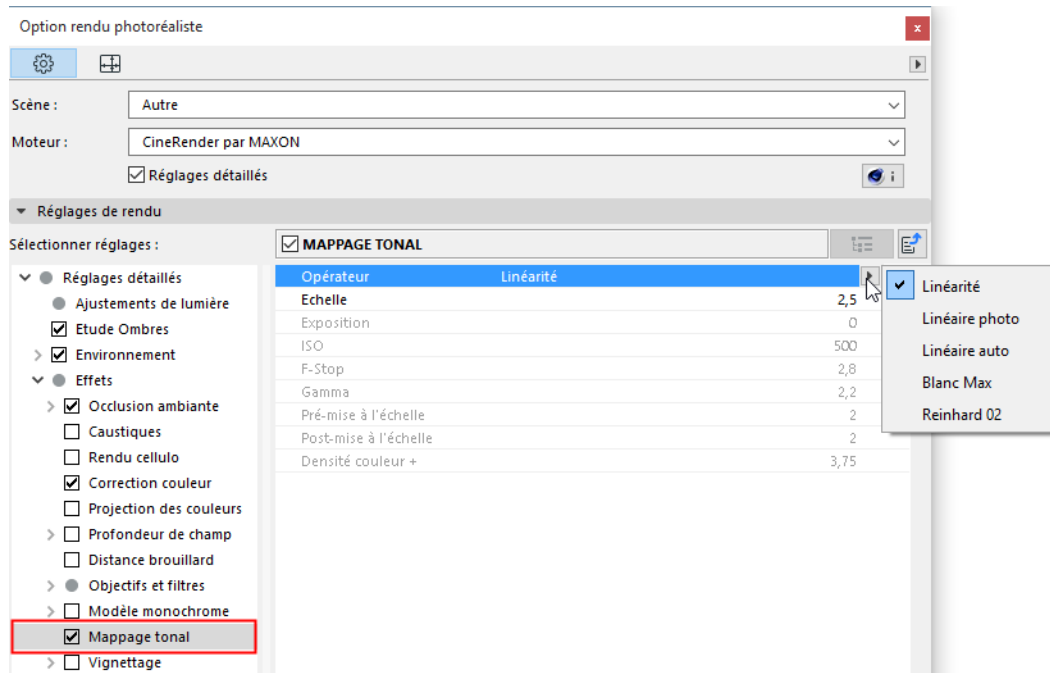 Option rendu photoréaliste
x
Scène :
Autre
Moteur :
CineRender par MAXON
Réglages détaillés
i
Réglages de rendu
Sélectionner réglages :
MAPPAGE TONAL
Réglages détaillés
Ajustements de lumière
Etude Ombres
Environnement
Effets
Occlusion ambiante
Caustiques
Rendu cellulo
Correction couleur
Projection des couleurs
Profondeur de champ
Distance brouillard
Objectifs et filtres
Modèle monochrome
Mappage tonal
Vignettage
Opérateur Linéarité
Echelle 2,5
Exposition 0
ISO 500
F-Stop 2,8
Gamma 2,2
Pré-mise à l'échelle 2
Post-mise à l'échelle 2
Densité couleur + 3,75
Linéarité
Linéaire photo
Linéaire auto
Blanc Max
Reinhard 02